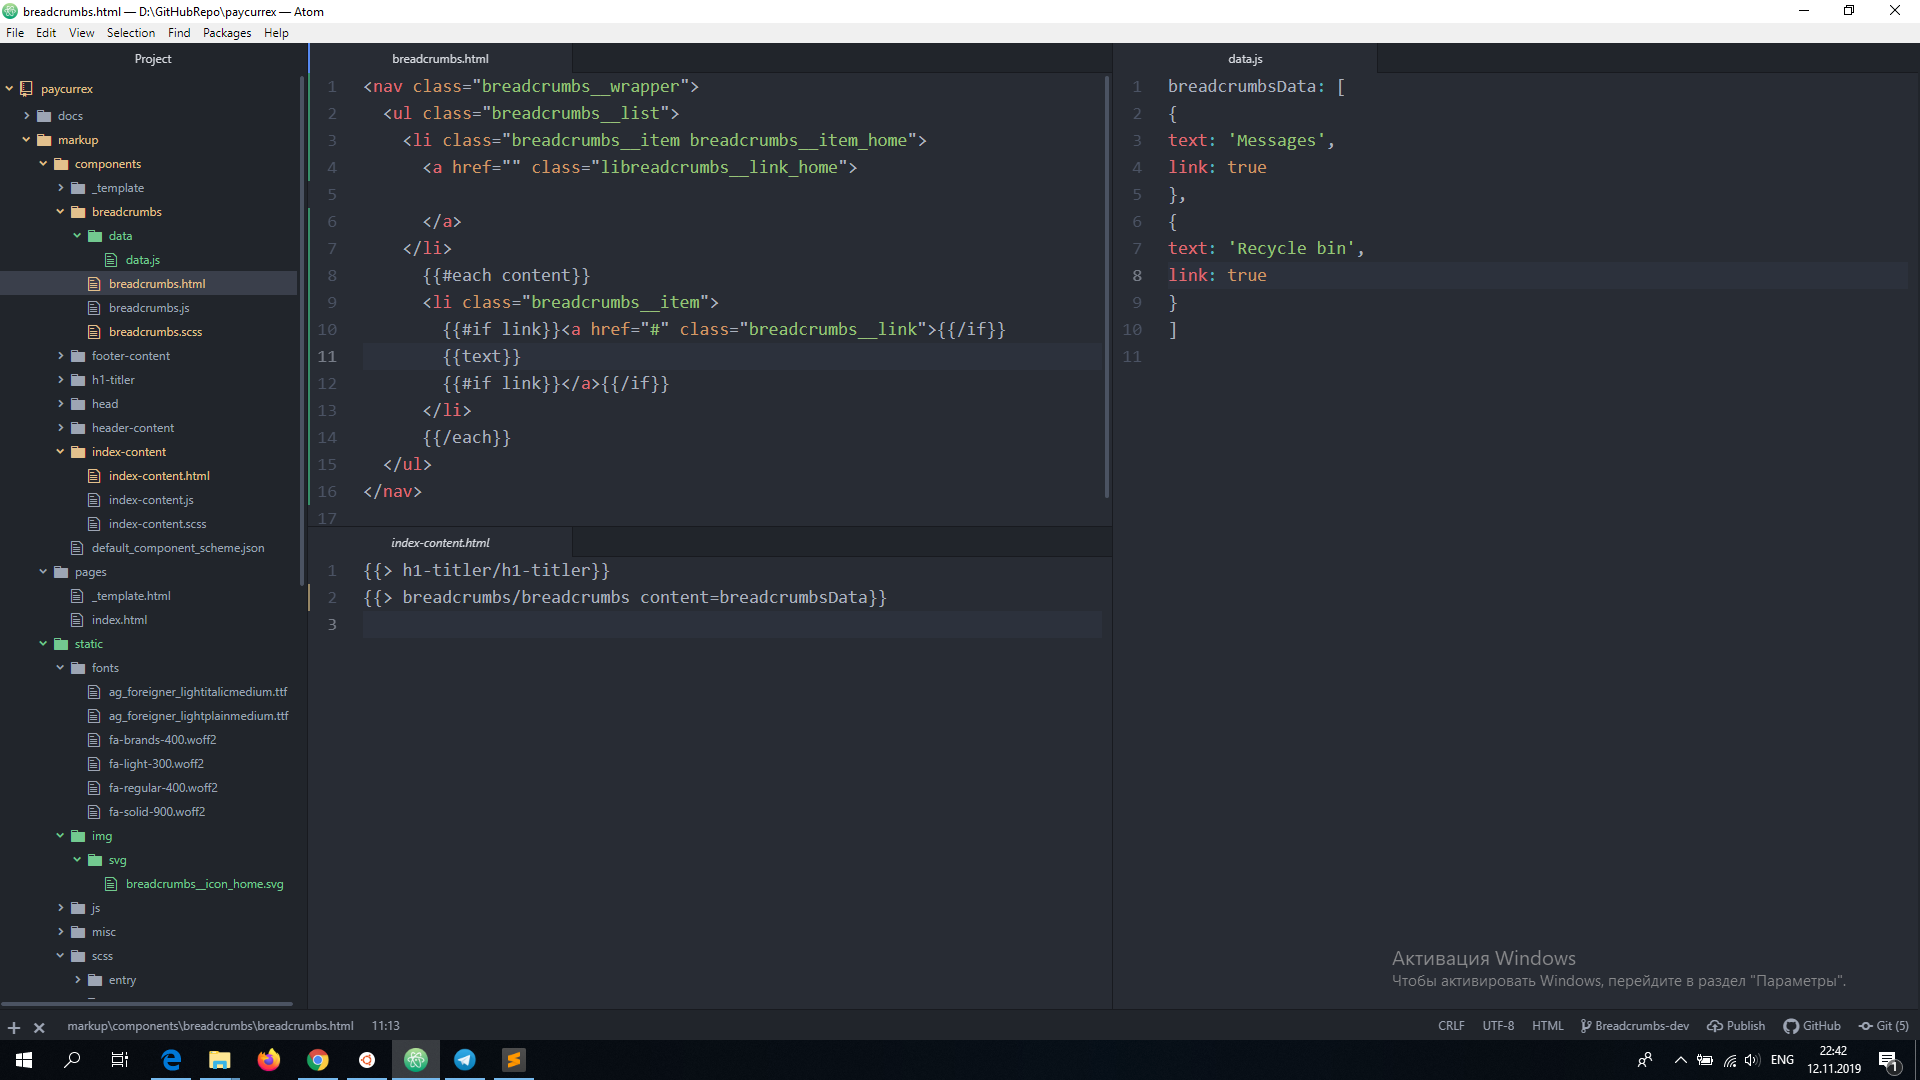 breadcrumbs.html — D:\GitHubRepo\paycurrex — Atom
File Edit View Selection Find Packages Help
Project
paycurrex
docs
markup
components
_template
breadcrumbs
data
data.js
breadcrumbs.html
breadcrumbs.js
breadcrumbs.scss
footer-content
h1-titler
head
header-content
index-content
index-content.html
index-content.js
index-content.scss
default_component_scheme.json
pages
_template.html
index.html
static
fonts
ag_foreigner_lightitalicmedium.ttf
ag_foreigner_lightplainmedium.ttf
fa-brands-400.woff2
fa-light-300.woff2
fa-regular-400.woff2
fa-solid-900.woff2
img
svg
breadcrumbs__icon_home.svg
js
misc
scss
entry
breadcrumbs.html
1 <nav class="breadcrumbs__wrapper">
2 <ul class="breadcrumbs__list">
3 <li class="breadcrumbs__item breadcrumbs__item_home">
4 <a href="" class="libreadcrumbs__link_home">
5
6 </a>
7 </li>
8 {{#each content}}
9 <li class="breadcrumbs__item">
10 {{#if link}}<a href="#" class="breadcrumbs__link">{{/if}}
11 {{text}}
12 {{#if link}}</a>{{/if}}
13 </li>
14 {{/each}}
15 </ul>
16 </nav>
17
index-content.html
1 {{> h1-titler/h1-titler}}
2 {{> breadcrumbs/breadcrumbs content=breadcrumbsData}}
3
data.js
1 breadcrumbsData: [
2 {
3 text: 'Messages',
4 link: true
5 },
6 {
7 text: 'Recycle bin',
8 link: true
9 }
10 ]
11
Активация Windows
Чтобы активировать Windows, перейдите в раздел "Параметры".
markup\components\breadcrumbs\breadcrumbs.html 11:13
CRLF UTF-8 HTML Breadcrumbs-dev Publish GitHub Git (5)
ENG
22:42
12.11.2019
1